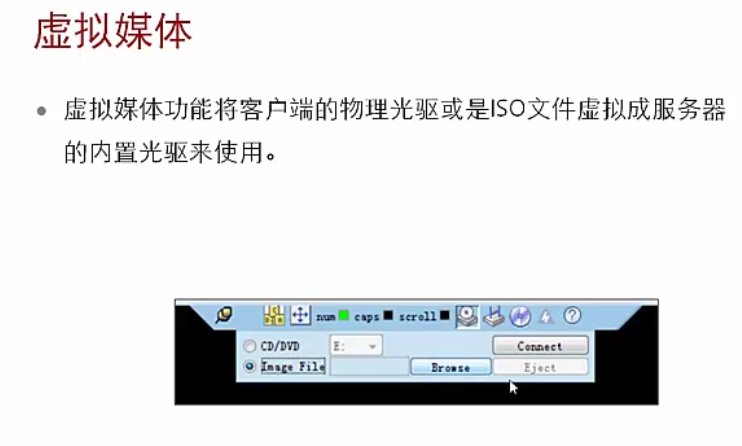 虚拟媒体
虚拟媒体功能将客户端的物理光驱或是ISO文件虚拟成服务器
的内置光驱来使用。
num caps scroll
CD/DVD E: Connect
Image File Browse Eject